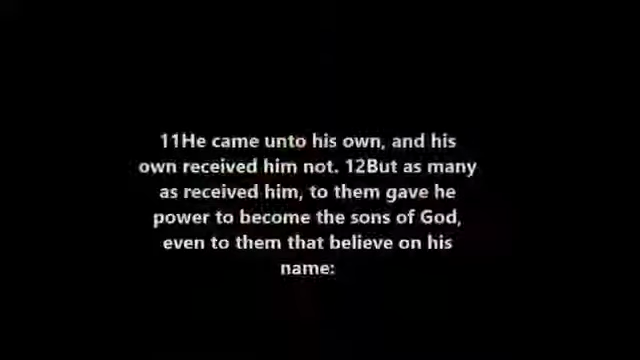 11He came unto his own, and his
own received him not. 12But as many
as received him, to them gave he
power to become the sons of God,
even to them that believe on his
name: